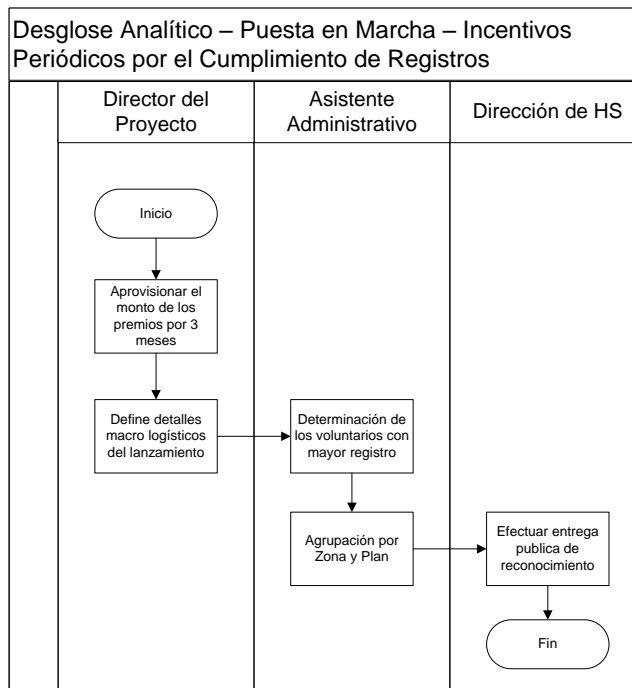 Desglose Analítico – Puesta en Marcha – Incentivos
Periódicos por el Cumplimiento de Registros
Director del
Proyecto
Asistente
Administrativo
Dirección de HS
Inicio
Aprovisionar el
monto de los
premios por 3
meses
Define detalles
macro logísticos
del lanzamiento
Determinación de
los voluntarios con
mayor registro
Agrupación por
Zona y Plan
Efectuar entrega
publica de
reconocimiento
Fin